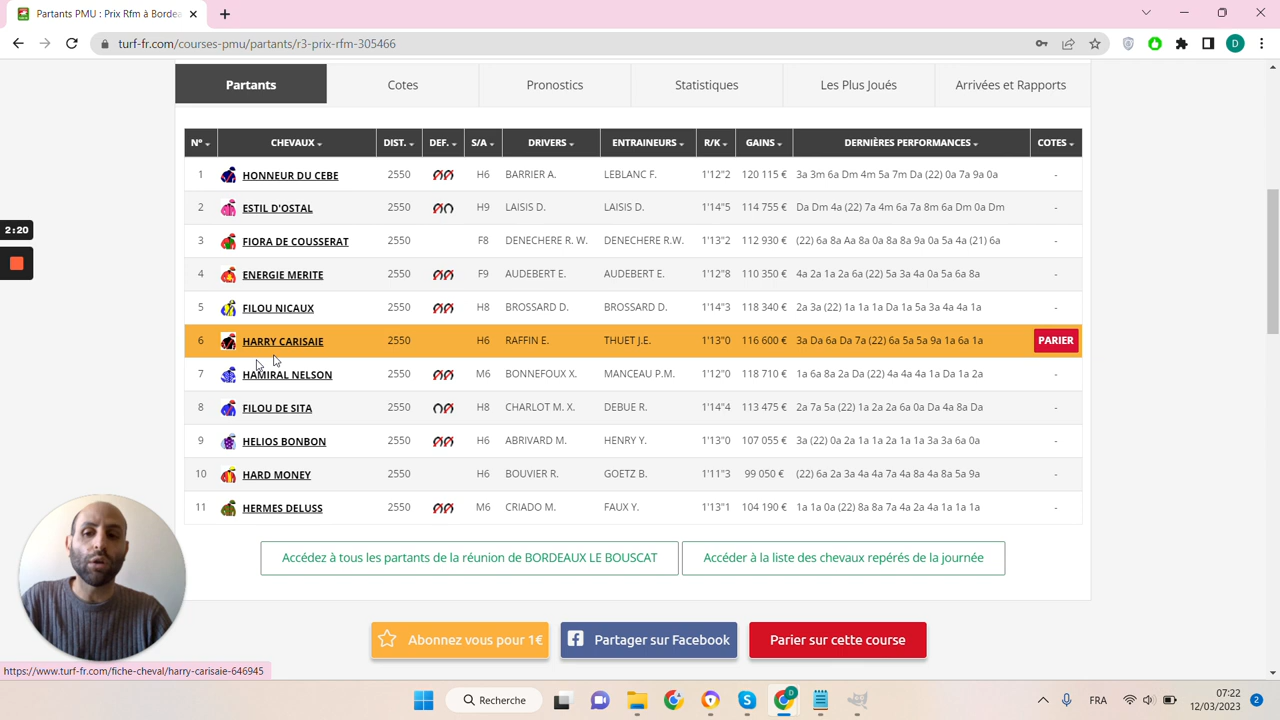 Partants PMU : Prix Rfm à Bordea
turf-fr.com/courses-pmu/partants/r3-prix-rfm-305466
D
Partants Cotes Pronostics Statistiques Les Plus Joués Arrivées et Rapports
N° CHEVAUX DIST. DEF. S/A DRIVERS ENTRAINEURS R/K GAINS DERNIÈRES PERFORMANCES COTES
1 HONNEUR DU CEBE 2550 H6 BARRIER A. LEBLANC F. 1'12"2 120 115 € 3a 3m 6a Dm 4m 5a 7m Da (22) 0a 7a 9a 0a -
2 ESTIL D'OSTAL 2550 H9 LAISIS D. LAISIS D. 1'14"5 114 755 € Da Dm 4a (22) 7a 4m 6a 7a 8m 6a Dm 0a Dm -
3 FIORA DE COUSSERAT 2550 F8 DENECHERE R. W. DENECHERE R.W. 1'13"2 112 930 € (22) 6a 8a Aa 8a 0a 8a 8a 9a 0a 5a 4a (21) 6a -
4 ENERGIE MERITE 2550 F9 AUDEBERT E. AUDEBERT E. 1'12"8 110 350 € 4a 2a 1a 2a 6a (22) 5a 3a 4a 0a 5a 6a 8a -
5 FILOU NICAUX 2550 H8 BROSSARD D. BROSSARD D. 1'14"3 118 340 € 2a 3a (22) 1a 1a 1a Da 1a 5a 3a 4a 4a 1a -
6 HARRY CARISAIE 2550 H6 RAFFIN E. THUET J.E. 1'13"0 116 600 € 3a Da 6a Da 7a (22) 6a 5a 5a 9a 1a 6a 1a PARIER
7 HAMIRAL NELSON 2550 M6 BONNEFOUX X. MANCEAU P.M. 1'12"0 118 710 € 1a 6a 8a 2a Da (22) 4a 4a 4a 1a Da 1a 2a -
8 FILOU DE SITA 2550 H8 CHARLOT M. X. DEBUE R. 1'14"4 113 475 € 2a 7a 5a (22) 1a 2a 2a 6a 0a Da 4a 8a Da -
9 HELIOS BONBON 2550 H6 ABRIVARD M. HENRY Y. 1'13"0 107 055 € 3a (22) 0a 2a 1a 1a 2a 1a 1a 3a 3a 6a 0a -
10 HARD MONEY 2550 H6 BOUVIER R. GOETZ B. 1'11"3 99 050 € (22) 6a 2a 3a 4a 4a 7a 4a 8a 4a 8a 5a 9a -
11 HERMES DELUSS 2550 M6 CRIADO M. FAUX Y. 1'13"1 104 190 € 1a 1a 0a (22) 8a 8a 7a 4a 2a 4a 1a 1a 1a -
2:20
Accédez à tous les partants de la réunion de BORDEAUX LE BOUSCAT Accéder à la liste des chevaux repérés de la journée
Abonnez vous pour 1€ Partager sur Facebook Parier sur cette course
https://www.turf-fr.com/fiche-cheval/harry-carisaie-646945
Recherche
D
FRA
07:22
12/03/2023
2